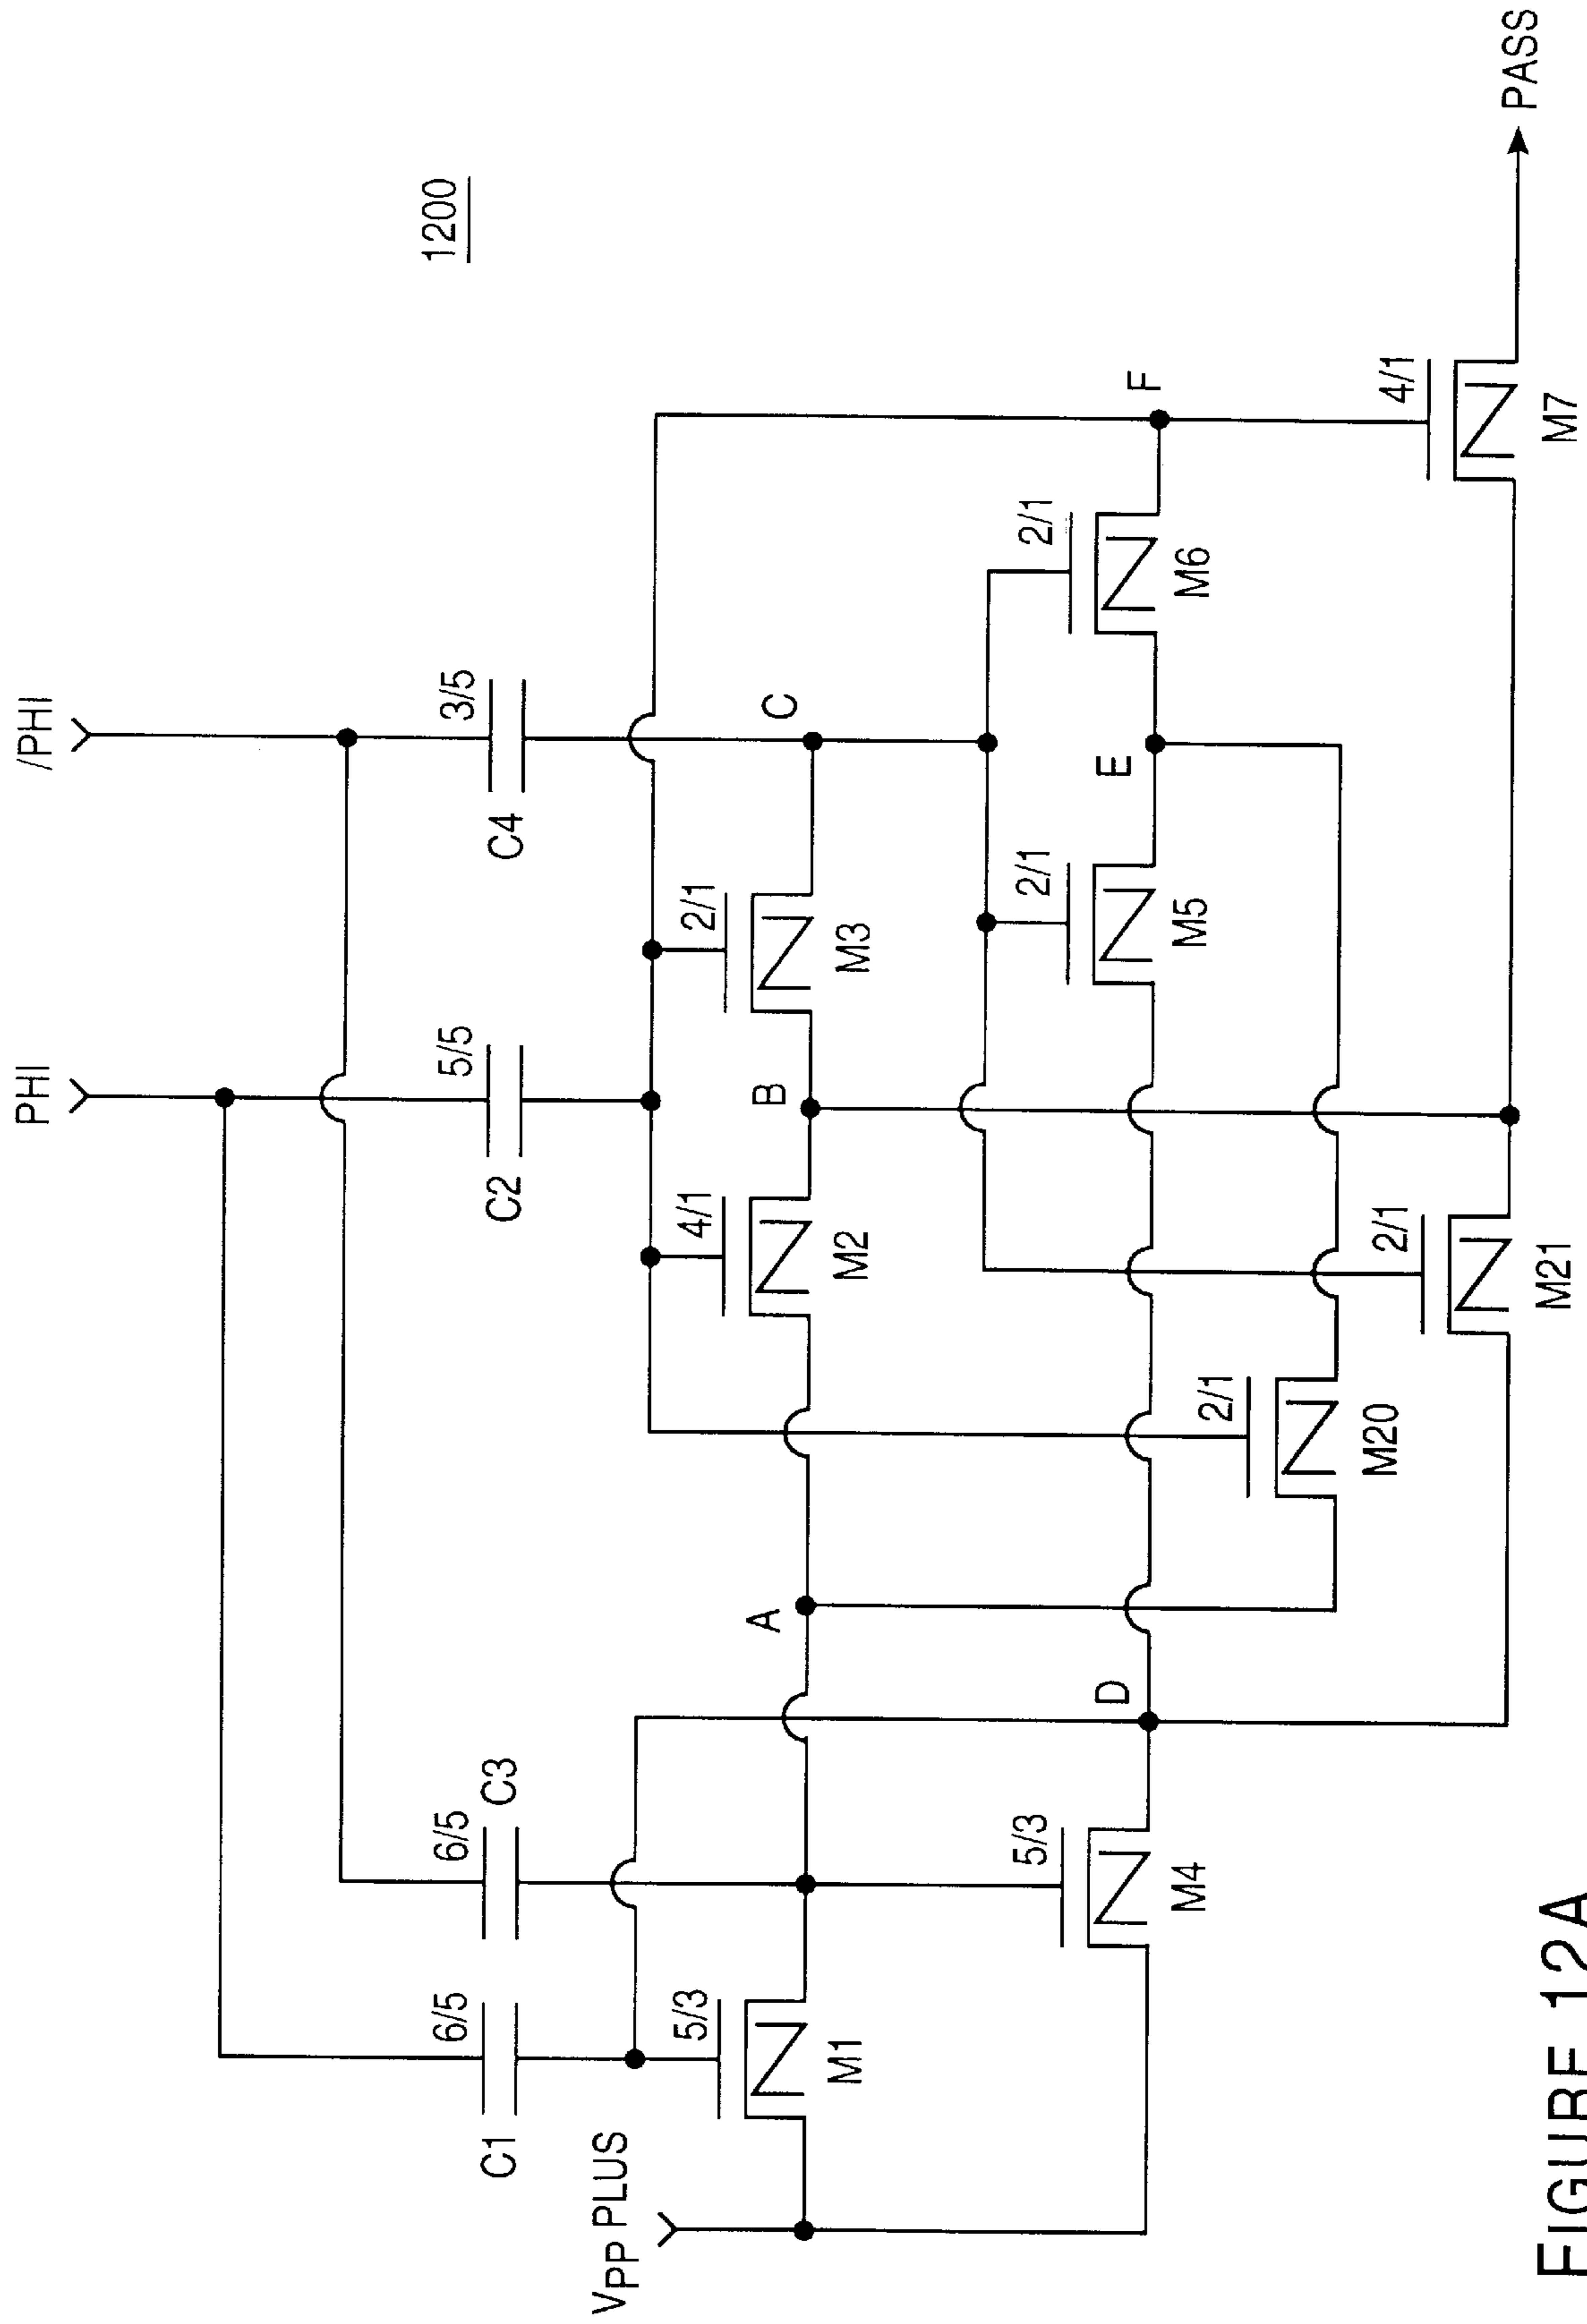 PHI
/PHI
1200
6/5
6/5
5/5
3/5
C1
C3
C2
C4
VPP PLUS
5/3
4/1
2/1
M1
A
M2
B
M3
C
5/3
2/1
2/1
M4
D
M5
E
M6
F
2/1
M20
2/1
4/1
M21
M7
PASS
FIGURE 12A